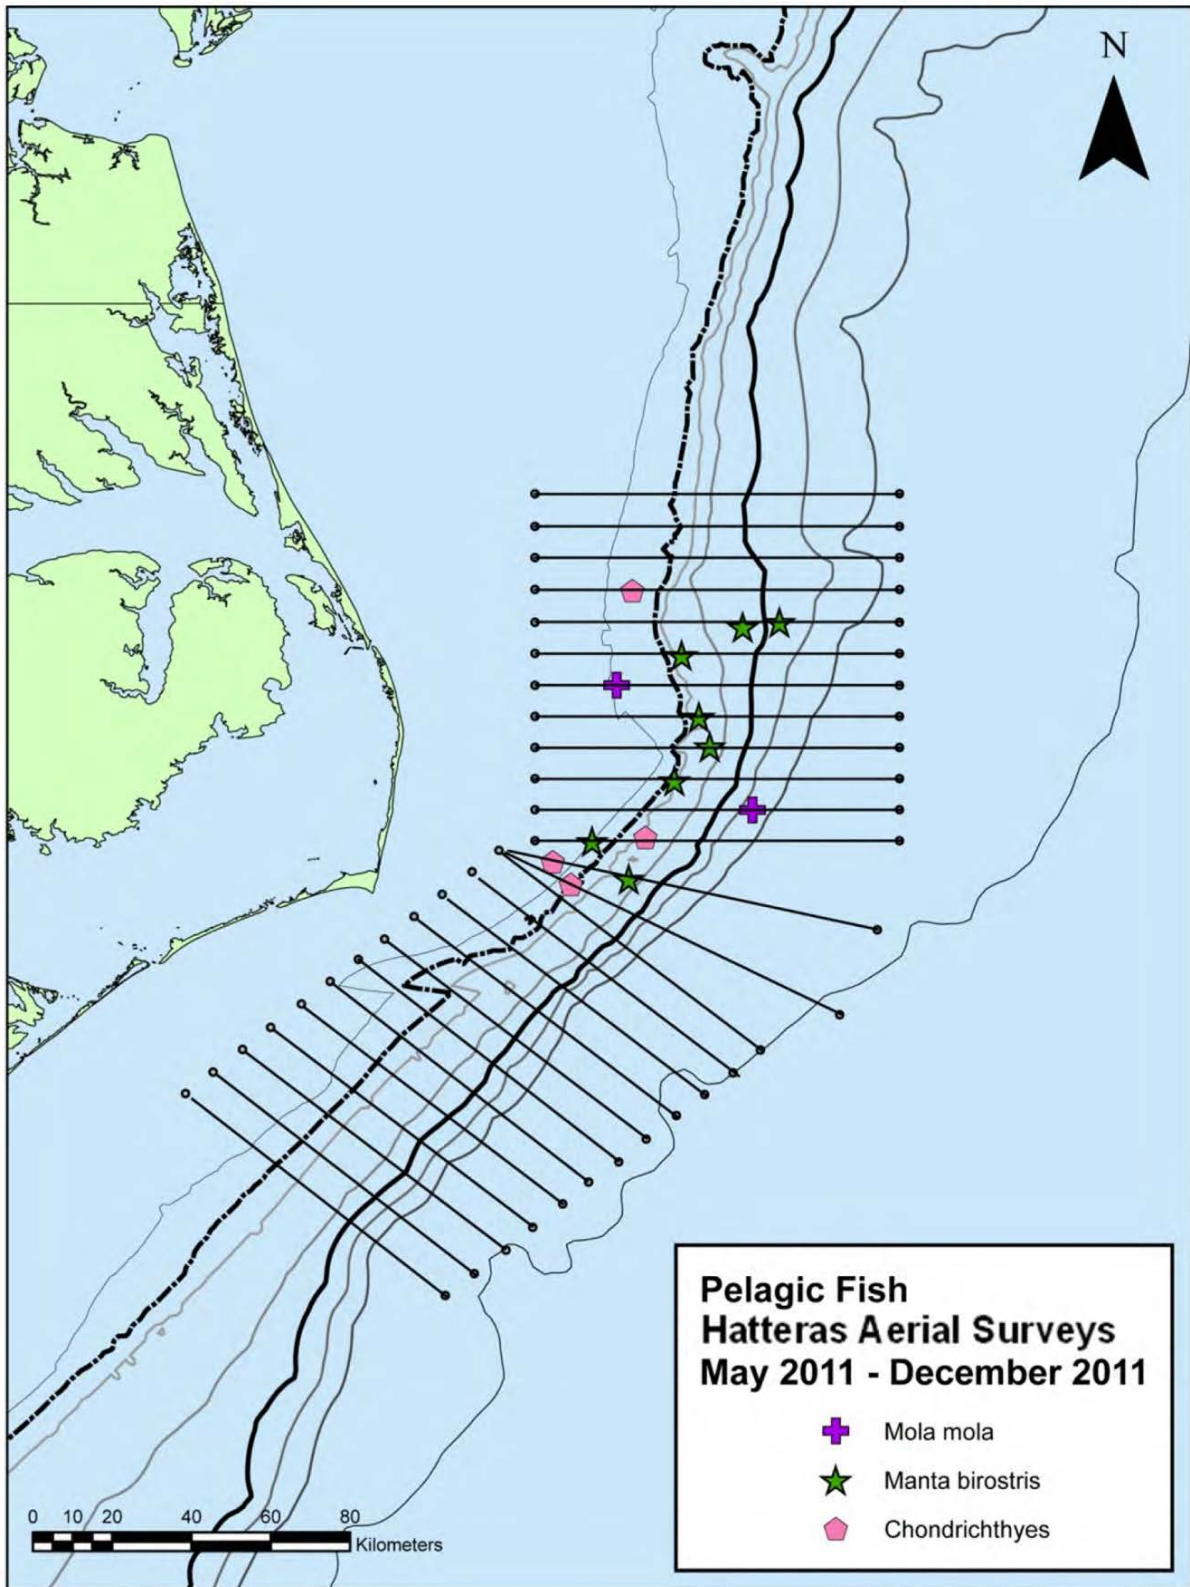 N
Pelagic Fish
Hatteras Aerial Surveys
May 2011 - December 2011
Mola mola
Manta birostris
Chondrichthyes
0 10 20 40 60 80
Kilometers